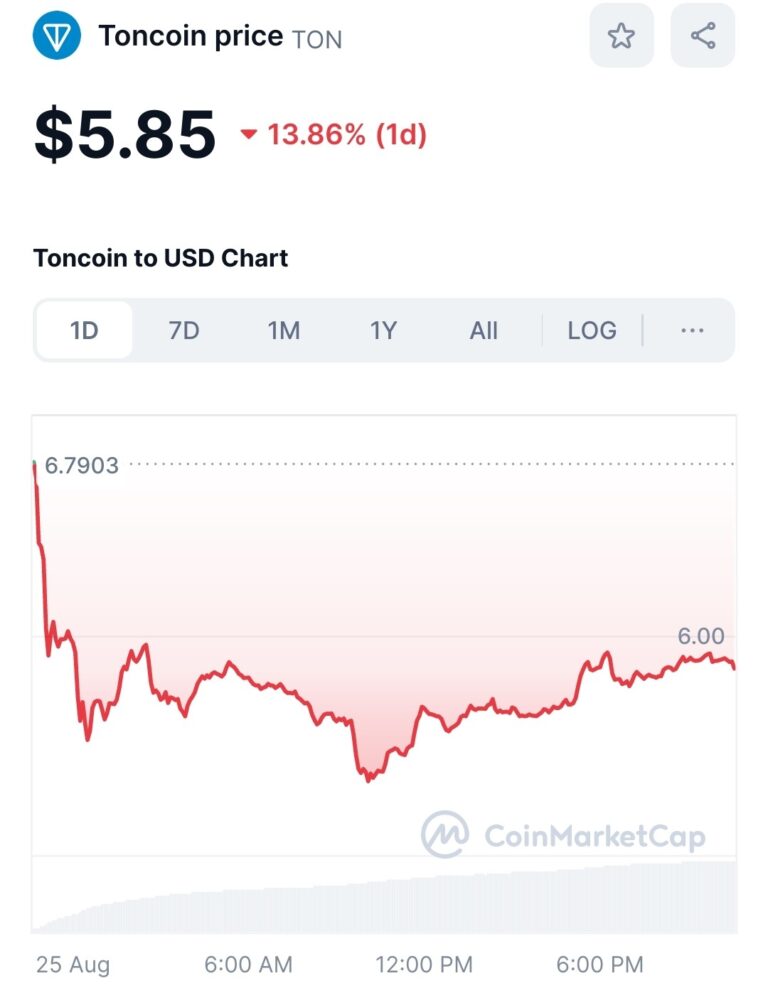 Toncoin price TON
$5.85 13.86% (1d)
Toncoin to USD Chart
1D 7D 1M 1Y All LOG ...
6.7903
6.00
CoinMarketCap
25 Aug 6:00 AM 12:00 PM 6:00 PM